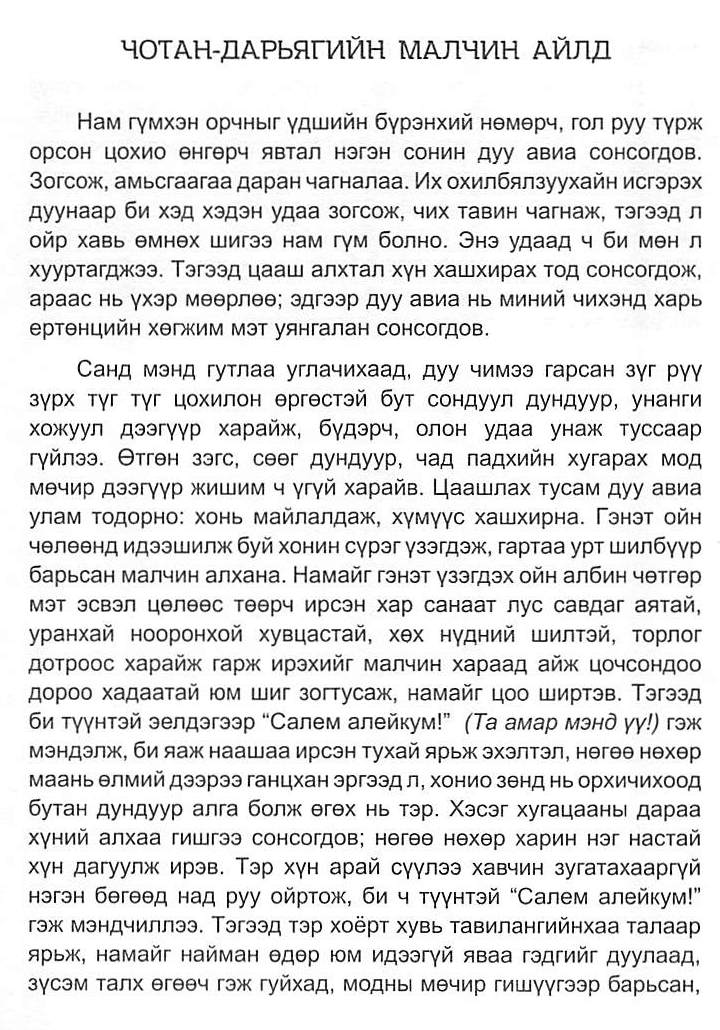 ЧОТАН-ДАРЬЯГИЙН МАЛЧИН АЙЛД
Нам гүмхэн орчныг үдшийн бүрэнхий нөмөрч, гол руу түрж
орсон цохио өнгөрч явтал нэгэн сонин дуу авиа сонсогдов.
Зогсож, амьсгаагаа даран чагналаа. Их охилбялзуухайн исгэрэх
дуунаар би хэд хэдэн удаа зогсож, чих тавин чагнаж, тэгээд л
ойр хавь өмнөх шигээ нам гүм болно. Энэ удаад ч би мөн л
хууртагджээ. Тэгээд цааш алхтал хүн хашхирах тод сонсогдож,
араас нь үхэр мөөрлөө; эдгээр дуу авиа нь миний чихэнд харь
ертөнцийн хөгжим мэт уянгалан сонсогдов.
Санд мэнд гутлаа углачихаад, дуу чимээ гарсан зүг рүү
зүрх түг түг цохилон өргөстэй бут сондуул дундуур, унанги
хожуул дээгүүр харайж, бүдэрч, олон удаа унаж туссаар
гүйлээ. Өтгөн зэгс, сөөг дундуур, чад падхийн хугарах мод
мөчир дээгүүр жишим ч үгүй харайв. Цаашлах тусам дуу авиа
улам тодорно: хонь майлалдаж, хүмүүс хашхирна. Гэнэт ойн
чөлөөнд идээшилж буй хонин сүрэг үзэгдэж, гартаа урт шилбүүр
барьсан малчин алхана. Намайг гэнэт үзэгдэх ойн албин чөтгөр
мэт эсвэл цөлөөс төөрч ирсэн хар санаат лус савдаг аятай,
уранхай нооронхой хувцастай, хөх нүдний шилтэй, торлог
дотроос харайж гарж ирэхийг малчин хараад айж цочсондоо
дороо хадаатай юм шиг зогтусаж, намайг цоо ширтэв. Тэгээд
би түүнтэй эелдэгээр “Салем алейкум!” (Та амар мэнд үү!) гэж
мэндэлж, би яаж наашаа ирсэн тухай ярьж эхэлтэл, нөгөө нөхөр
маань өлмий дээрээ ганцхан эргээд л, хонио зөнд нь орхичихоод
бутан дундуур алга болж өгөх нь тэр. Хэсэг хугацааны дараа
хүний алхаа гишгээ сонсогдов; нөгөө нөхөр харин нэг настай
хүн дагуулж ирэв. Тэр хүн арай сүүлээ хавчин зугатахааргүй
нэгэн бөгөөд над руу ойртож, би ч түүнтэй “Салем алейкум!”
гэж мэндчиллээ. Тэгээд тэр хоёрт хувь тавилангийнхаа талаар
ярьж, намайг найман өдөр юм идээгүй яваа гэдгийг дуулаад,
зүсэм талх өгөөч гэж гуйхад, модны мөчир гишүүгээр барьсан,